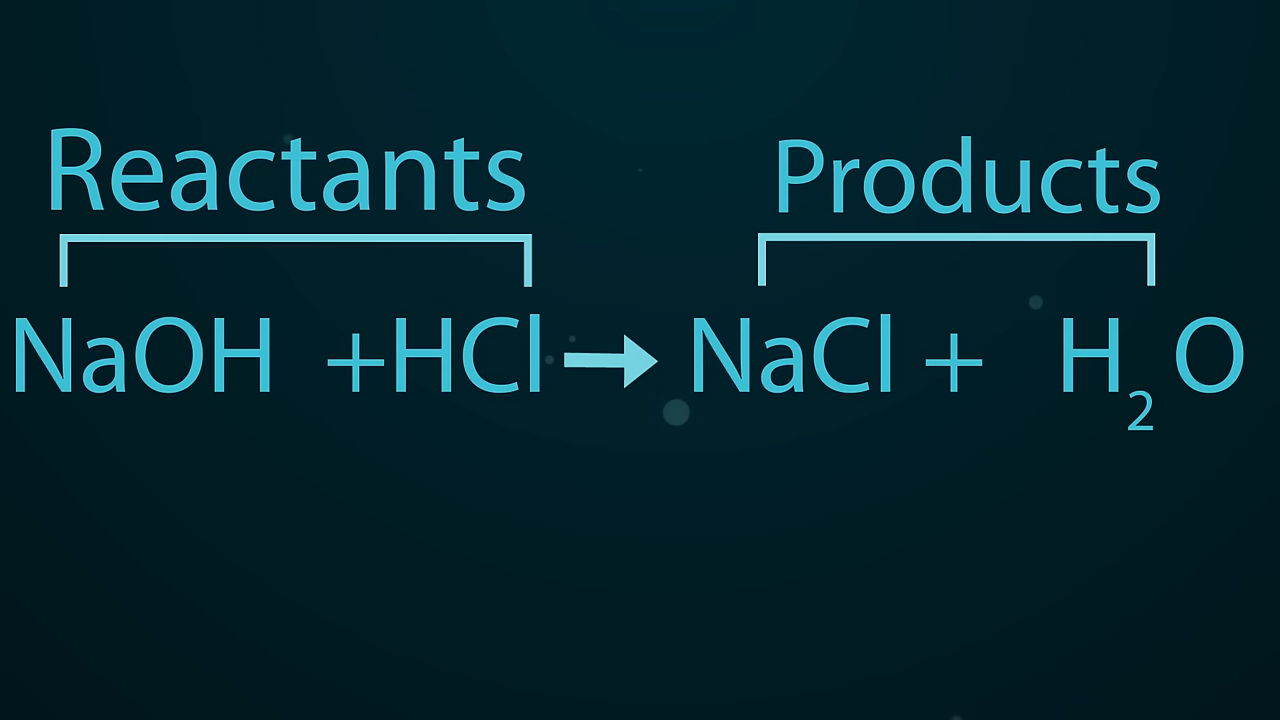 Reactants Products
NaOH +HCl → NaCl + H₂O